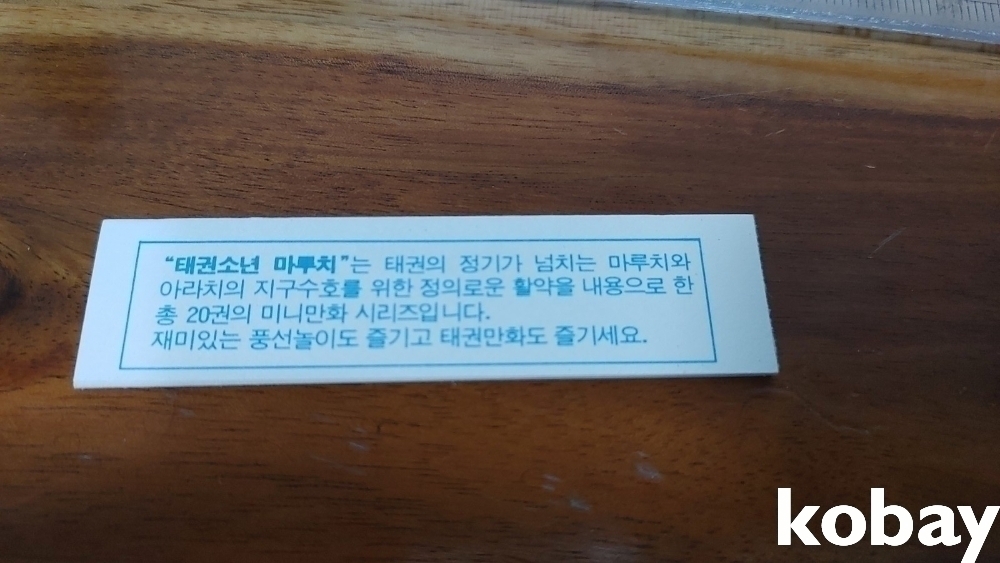 “태권소년 마루치”는 태권의 정기가 넘치는 마루치와
아라치의 지구수호를 위한 정의로운 활약을 내용으로 한
총 20권의 미니만화 시리즈입니다.
재미있는 풍선놀이도 즐기고 태권만화도 즐기세요.
kobay